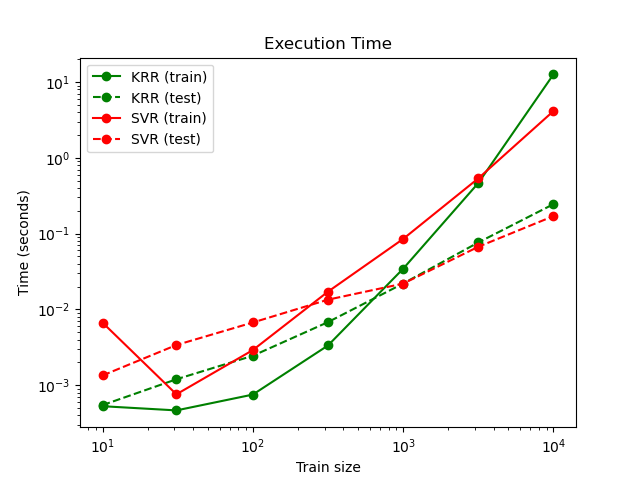 Execution Time
KRR (train)
KRR (test)
SVR (train)
SVR (test)
10¹
10⁰
10⁻¹
10⁻²
10⁻³
Time (seconds)
10¹ 10² 10³ 10⁴
Train size